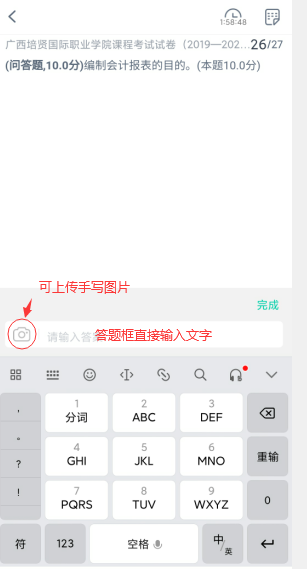 1:58:48
广西培贤国际职业学院课程考试试卷（2019—202... 26/27
(问答题,10.0分)编制会计报表的目的。(本题10.0分)
可上传手写图片
完成
请输入答
答题框直接输入文字
， 1 分词 2 ABC 3 DEF
。 4 GHI 5 JKL 6 MNO 重输
？
！ 7 PQRS 8 TUV 9 WXYZ 0
符 123 空格 中/英